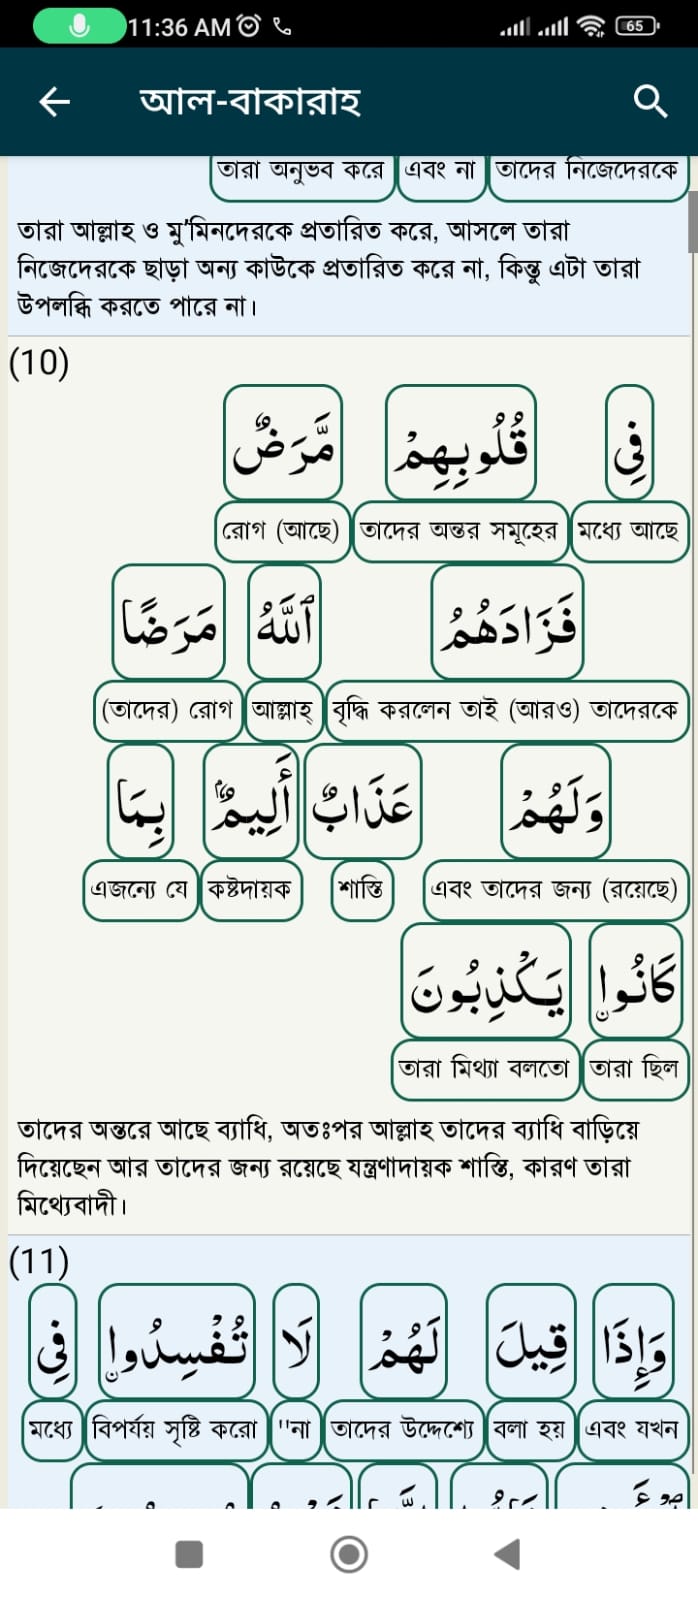 11:36 AM 65
আল-বাকারাহ
তাদের নিজেদেরকে এবং না তারা অনুভব করে
তারা আল্লাহ ও মু'মিনদেরকে প্রতারিত করে, আসলে তারা
নিজেদেরকে ছাড়া অন্য কাউকে প্রতারিত করে না, কিন্তু এটা তারা
উপলব্ধি করতে পারে না।
(10)
فِي قُلُوبِهِمْ مَّرَضٌ
মধ্যে আছে তাদের অন্তর সমূহের রোগ (আছে)
فَزَادَهُمُ ٱللَّهُ مَرَضًا
বৃদ্ধি করলেন তাই (আরও) তাদেরকে আল্লাহ্ (তাদের) রোগ
وَلَهُمْ عَذَابٌ أَلِيمٌۢ بِمَا
এবং তাদের জন্য (রয়েছে) শাস্তি কষ্টদায়ক এজন্যে যে
كَانُوا۟ يَكْذِبُونَ
তারা ছিল তারা মিথ্যা বলতো
তাদের অন্তরে আছে ব্যাধি, অতঃপর আল্লাহ তাদের ব্যাধি বাড়িয়ে
দিয়েছেন আর তাদের জন্য রয়েছে যন্ত্রণাদায়ক শাস্তি, কারণ তারা
মিথ্যেবাদী।
(11)
وَإِذَا قِيلَ لَهُمْ لَا تُفْسِدُوا۟ فِي
এবং যখন বলা হয় তাদের উদ্দেশ্যে "না বিপর্যয় সৃষ্টি করো মধ্যে